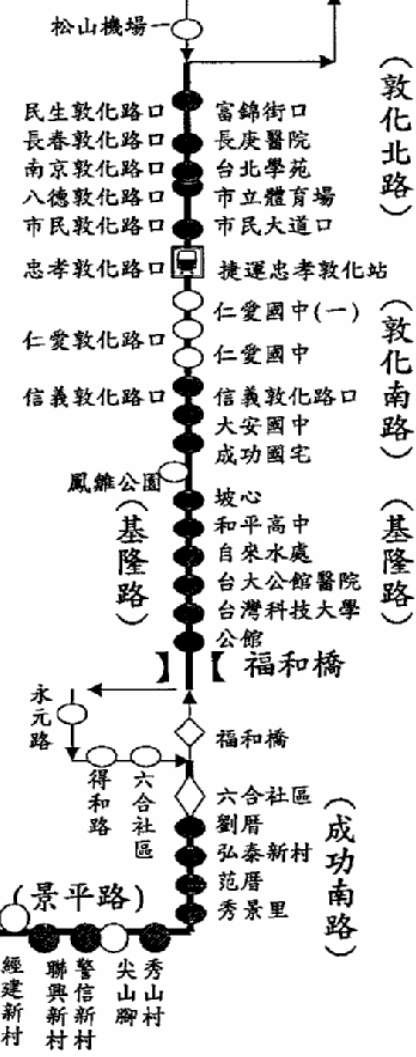 松山機場
(敦化北路)
民生敦化路口 富錦街口
長春敦化路口 長庚醫院
南京敦化路口 台北學苑
八德敦化路口 市立體育場
市民敦化路口 市民大道口
忠孝敦化路口 捷運忠孝敦化站
(敦化南路)
仁愛國中(一)
仁愛敦化路口
仁愛國中
信義敦化路口 信義敦化路口
大安國中
成功國宅
鳳雛公園
坡心
(基隆路)
(基隆路)
和平高中
自來水處
台大公館醫院
台灣科技大學
公館
】【 福和橋
永元路
福和橋
得和路
六合社區
六合社區
(成功南路)
劉厝
弘泰新村
范厝
秀景里
(景平路)
經建新村
聯興新村
警信新村
尖山腳
秀山村